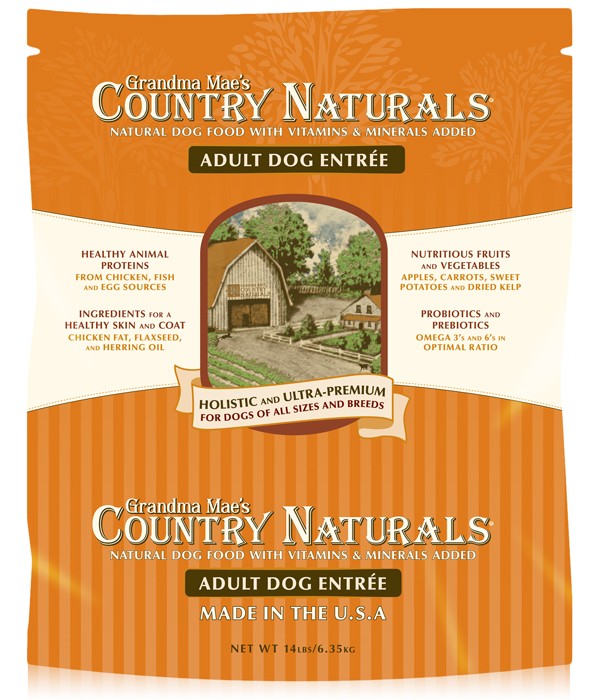 Grandma Mae's
COUNTRY NATURALS®
NATURAL DOG FOOD WITH VITAMINS & MINERALS ADDED
ADULT DOG ENTRÉE
HEALTHY ANIMAL
PROTEINS
FROM CHICKEN, FISH
AND EGG SOURCES
INGREDIENTS FOR A
HEALTHY SKIN AND COAT
CHICKEN FAT, FLAXSEED,
AND HERRING OIL
NUTRITIOUS FRUITS
AND VEGETABLES
APPLES, CARROTS, SWEET
POTATOES AND DRIED KELP
PROBIOTICS AND
PREBIOTICS
OMEGA 3's AND 6's IN
OPTIMAL RATIO
HOLISTIC AND ULTRA-PREMIUM
FOR DOGS OF ALL SIZES AND BREEDS
Grandma Mae's
COUNTRY NATURALS®
NATURAL DOG FOOD WITH VITAMINS & MINERALS ADDED
ADULT DOG ENTRÉE
MADE IN THE U.S.A
NET WT 14LBS/6.35KG